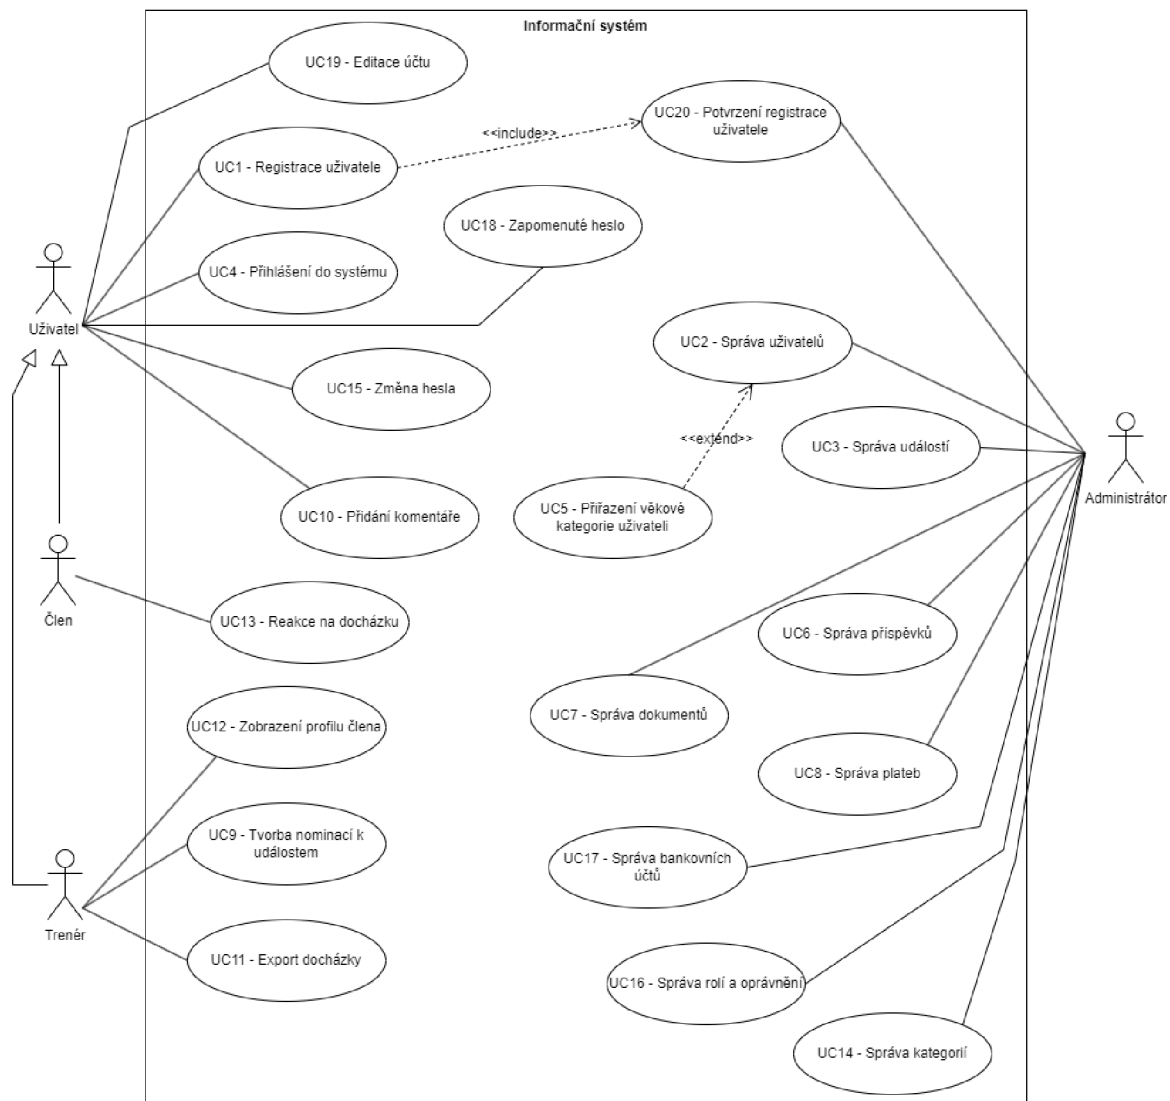 Informační systém
UC19 - Editace účtu
UC20 - Potvrzení registrace
uživatele
<<include>>
UC1 - Registrace uživatele
UC18 - Zapomenuté heslo
UC4 - Přihlášení do systému
Uživatel
UC2 - Správa uživatelů
UC15 - Změna hesla
<<extend>>
UC3 - Správa událostí
Administrátor
UC10 - Přidání komentáře
UC5 - Přiřazení věkové
kategorie uživateli
Člen
UC13 - Reakce na docházku
UC6 - Správa příspěvků
UC12 - Zobrazení profilu člena
UC7 - Správa dokumentů
UC8 - Správa plateb
UC9 - Tvorba nominací k
událostem
UC17 - Správa bankovních
účtů
Trenér
UC11 - Export docházky
UC16 - Správa rolí a oprávnění
UC14 - Správa kategorií